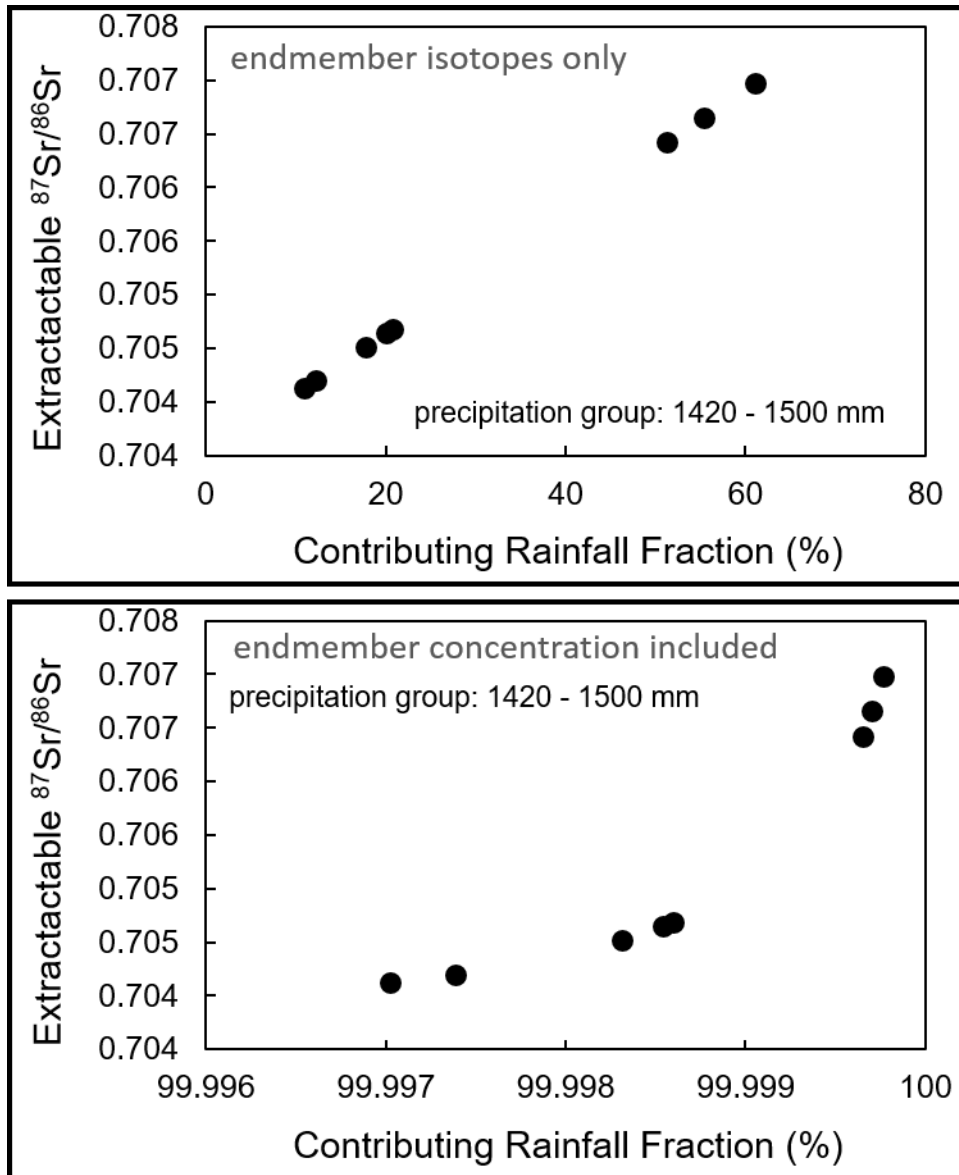 0.708
0.707
0.707
0.706
0.706
0.705
0.705
0.704
0.704
Extractable ⁸⁷Sr/⁸⁶Sr
endmember isotopes only
precipitation group: 1420 - 1500 mm
0 20 40 60 80
Contributing Rainfall Fraction (%)
0.708
0.707
0.707
0.706
0.706
0.705
0.705
0.704
0.704
Extractable ⁸⁷Sr/⁸⁶Sr
endmember concentration included
precipitation group: 1420 - 1500 mm
99.996 99.997 99.998 99.999 100
Contributing Rainfall Fraction (%)